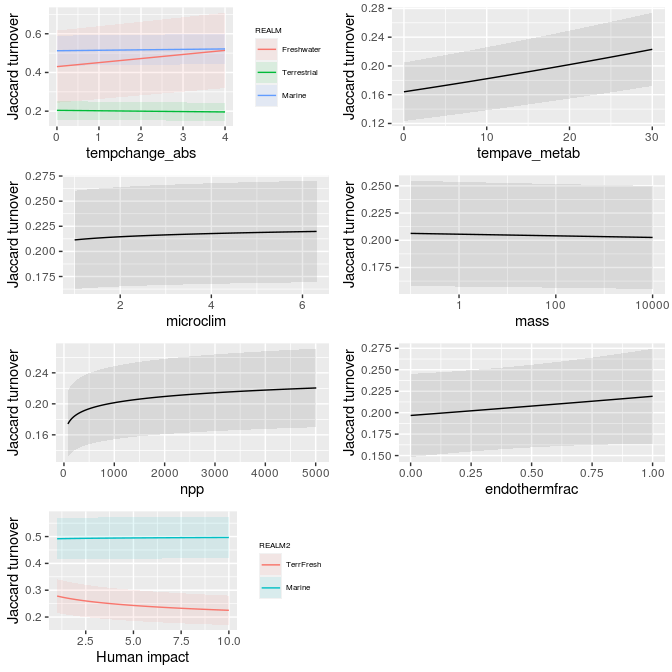 Jaccard turnover
0.6
0.4
0.2
0 1 2 3 4
tempchange_abs
REALM
Freshwater
Terrestrial
Marine
Jaccard turnover
0.28
0.24
0.20
0.16
0.12
0 10 20 30
tempave_metab
Jaccard turnover
0.275
0.250
0.225
0.200
0.175
2 4 6
microclim
Jaccard turnover
0.250
0.225
0.200
0.175
1 100 10000
mass
Jaccard turnover
0.24
0.20
0.16
0 1000 2000 3000 4000 5000
npp
Jaccard turnover
0.275
0.250
0.225
0.200
0.175
0.150
0.00 0.25 0.50 0.75 1.00
endothermfrac
Jaccard turnover
0.5
0.4
0.3
0.2
2.5 5.0 7.5 10.0
Human impact
REALM2
TerrFresh
Marine